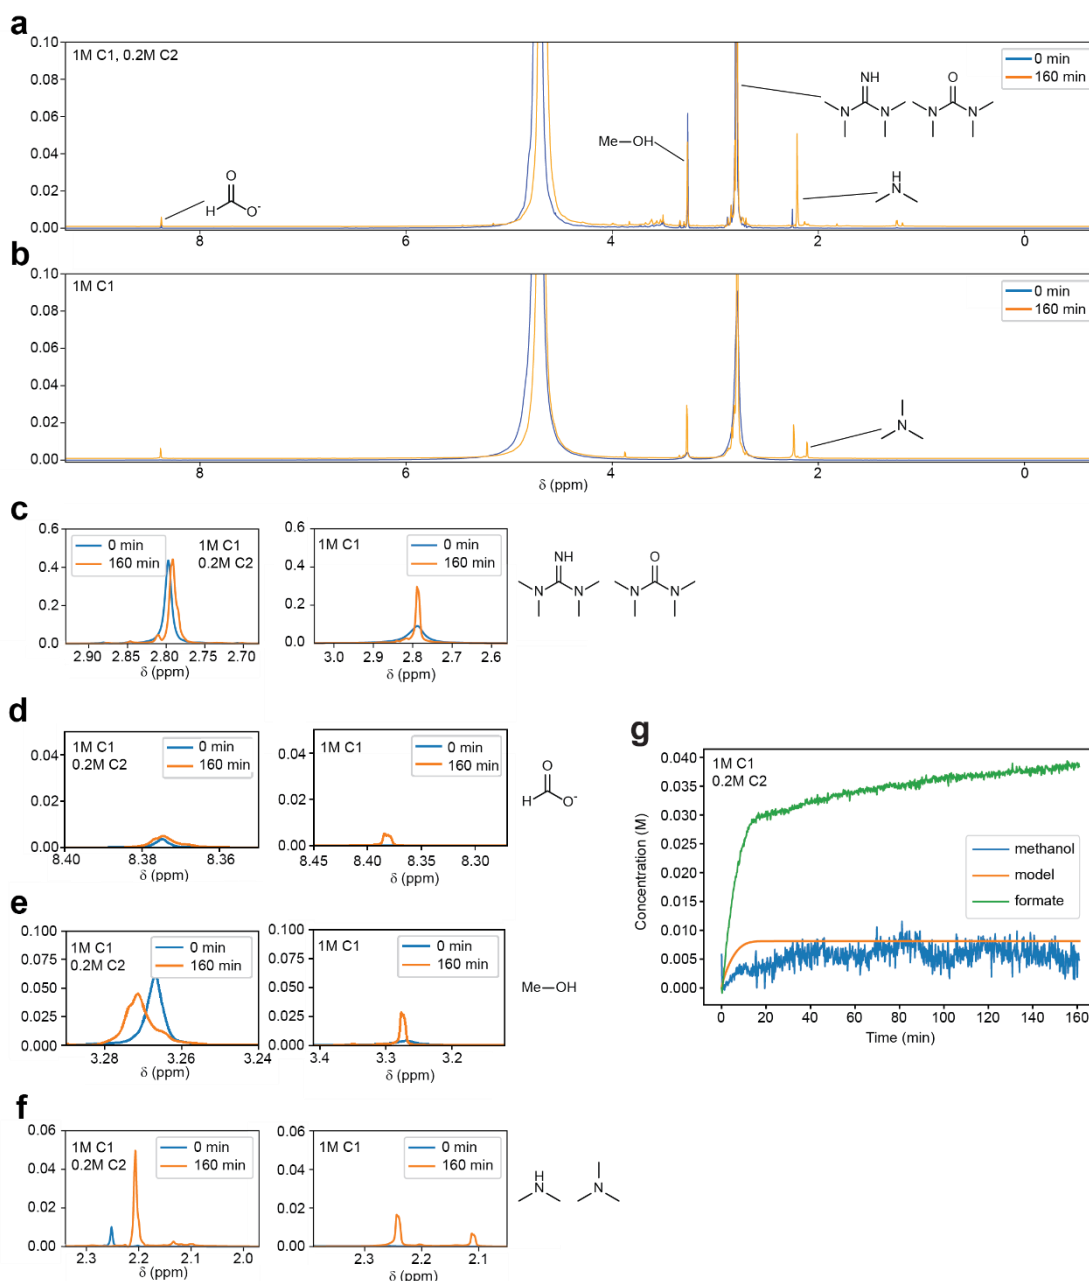 a
1M C1, 0.2M C2
0 min
160 min
0.10
0.08
0.06
0.04
0.02
0.00
8
6
4
2
0
H
O
O-
Me—OH
NH
N
N
O
N
N
H
N
b
1M C1
0 min
160 min
0.10
0.08
0.06
0.04
0.02
0.00
8
6
4
2
0
δ (ppm)
N
c
0 min
160 min
1M C1
0.2M C2
0.6
0.4
0.2
0.0
2.90
2.85
2.80
2.75
2.70
δ (ppm)
1M C1
0 min
160 min
0.6
0.4
0.2
0.0
3.0
2.9
2.8
2.7
2.6
δ (ppm)
NH
N
N
O
N
N
d
1M C1
0.2M C2
0 min
160 min
0.04
0.02
0.00
8.40
8.38
8.36
δ (ppm)
1M C1
0 min
160 min
0.04
0.02
0.00
8.45
8.40
8.35
8.30
δ (ppm)
O
H
O-
e
1M C1
0.2M C2
0 min
160 min
0.100
0.075
0.050
0.025
0.000
3.28
3.26
3.24
δ (ppm)
1M C1
0 min
160 min
0.100
0.075
0.050
0.025
0.000
3.4
3.3
3.2
δ (ppm)
Me—OH
f
1M C1
0.2M C2
0 min
160 min
0.06
0.04
0.02
0.00
2.3
2.2
2.1
2.0
δ (ppm)
1M C1
0 min
160 min
0.06
0.04
0.02
0.00
2.3
2.2
2.1
δ (ppm)
H
N
N
g
1M C1
0.2M C2
methanol
model
formate
Concentration (M)
0.040
0.035
0.030
0.025
0.020
0.015
0.010
0.005
0.000
0
20
40
60
80
100
120
140
160
Time (min)